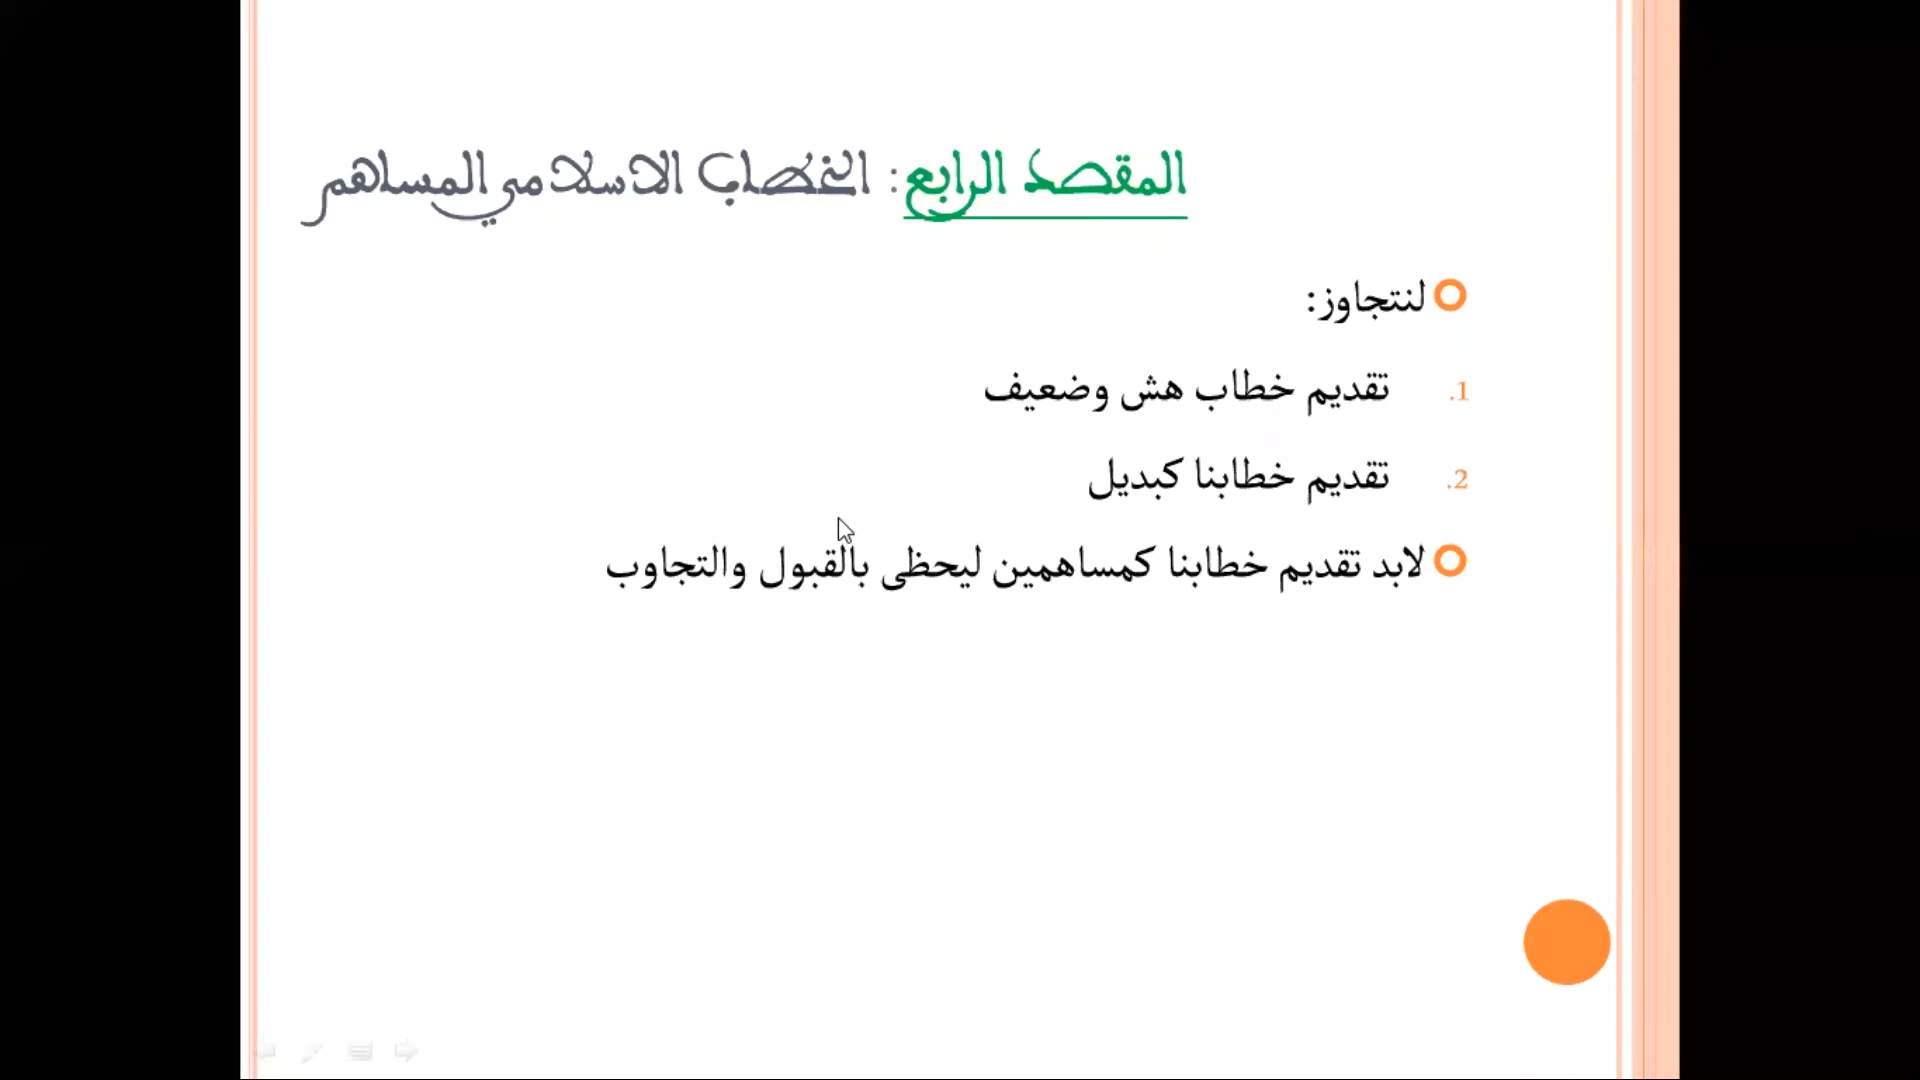 المقصد الرابع: الخطاب الاسلامي المساهم
لنتجاوز:
1. تقديم خطاب هش وضعيف
2. تقديم خطابنا كبديل
لابد تقديم خطابنا كمساهمين ليحظى بالقبول والتجاوب